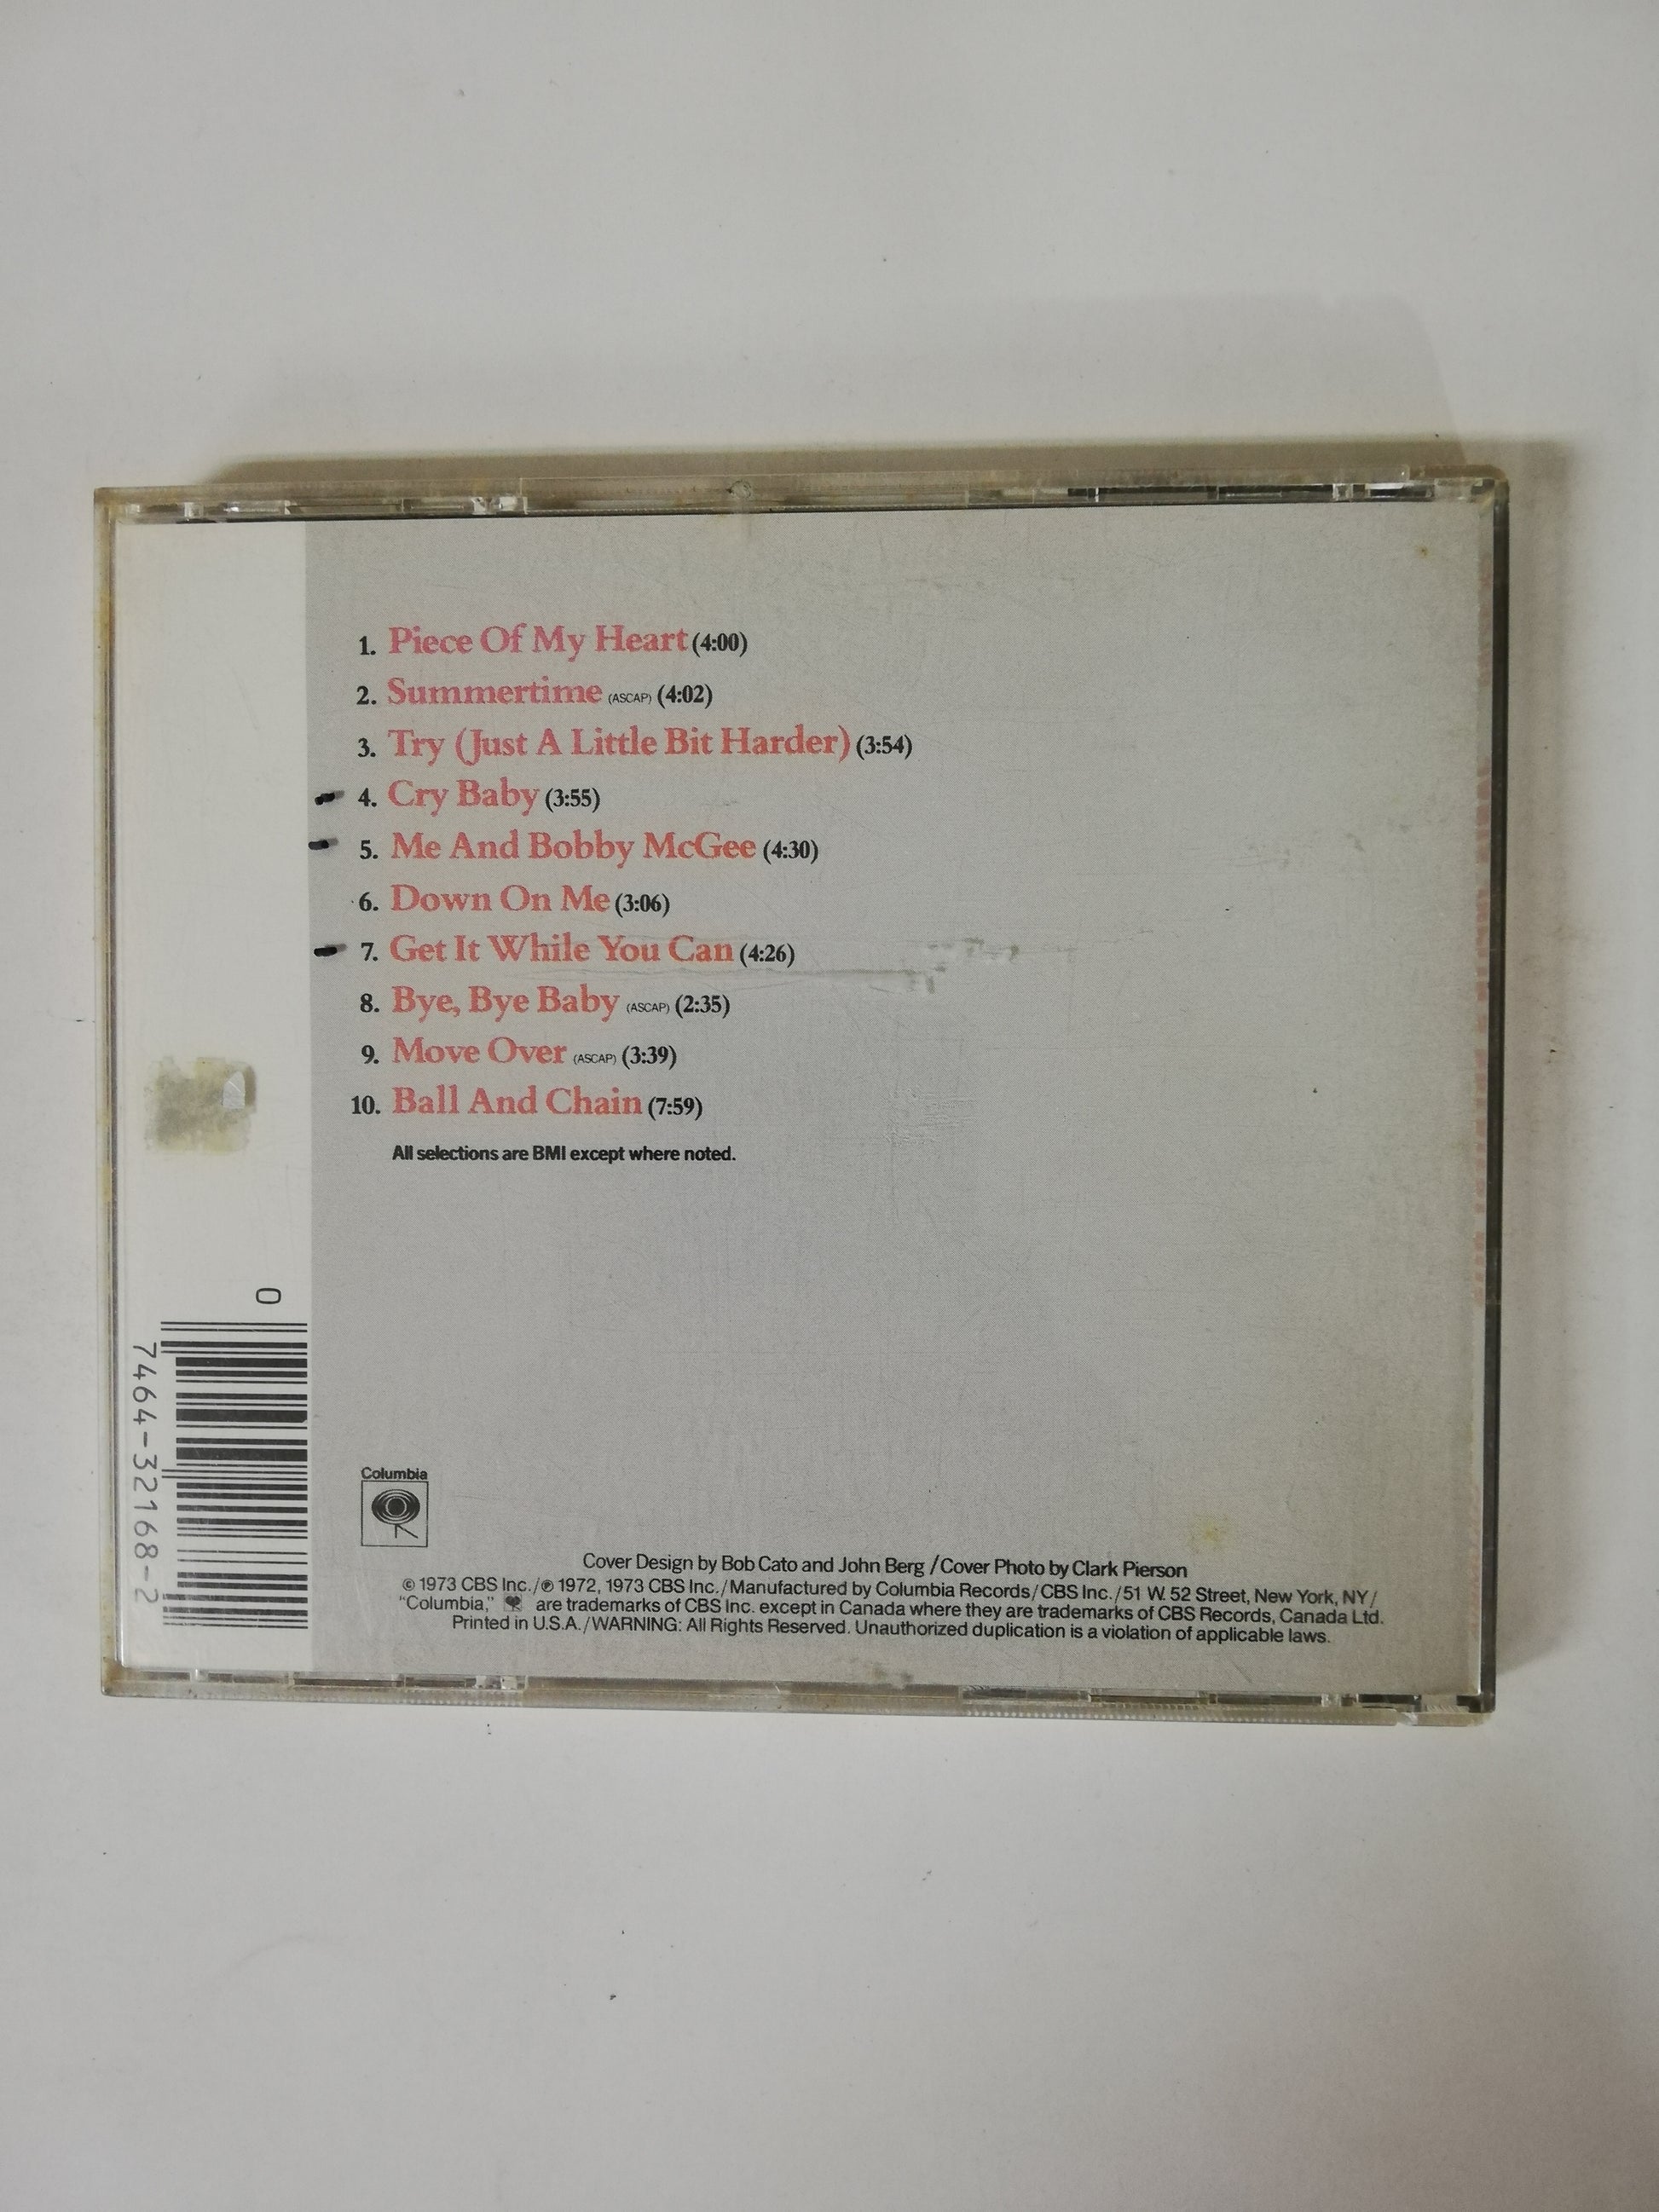 1. Piece Of My Heart (4:00)
2. Summertime (ASCAP) (4:02)
3. Try (Just A Little Bit Harder) (3:54)
4. Cry Baby (3:55)
5. Me And Bobby McGee (4:30)
6. Down On Me (3:06)
7. Get It While You Can (4:26)
8. Bye, Bye Baby (ASCAP) (2:35)
9. Move Over (ASCAP) (3:39)
10. Ball And Chain (7:59)
All selections are BMI except where noted.
0
7464-32168-2
Columbia
Cover Design by Bob Cato and John Berg /Cover Photo by Clark Pierson
© 1973 CBS Inc./℗ 1972, 1973 CBS Inc./Manufactured by Columbia Records/CBS Inc./51 W. 52 Street, New York, NY/
"Columbia," are trademarks of CBS Inc. except in Canada where they are trademarks of CBS Records, Canada Ltd.
Printed in U.S.A./WARNING: All Rights Reserved. Unauthorized duplication is a violation of applicable laws.